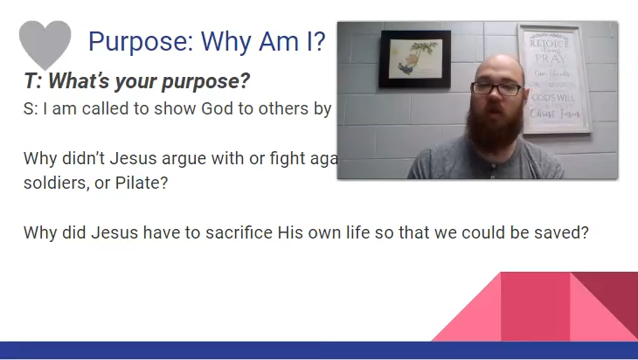 Purpose: Why Am I?
T: What's your purpose?
S: I am called to show God to others by
Why didn't Jesus argue with or fight aga
soldiers, or Pilate?
Why did Jesus have to sacrifice His own life so that we could be saved?
REJOICE
PRAY
GOD'S WILL
Christ Jesus